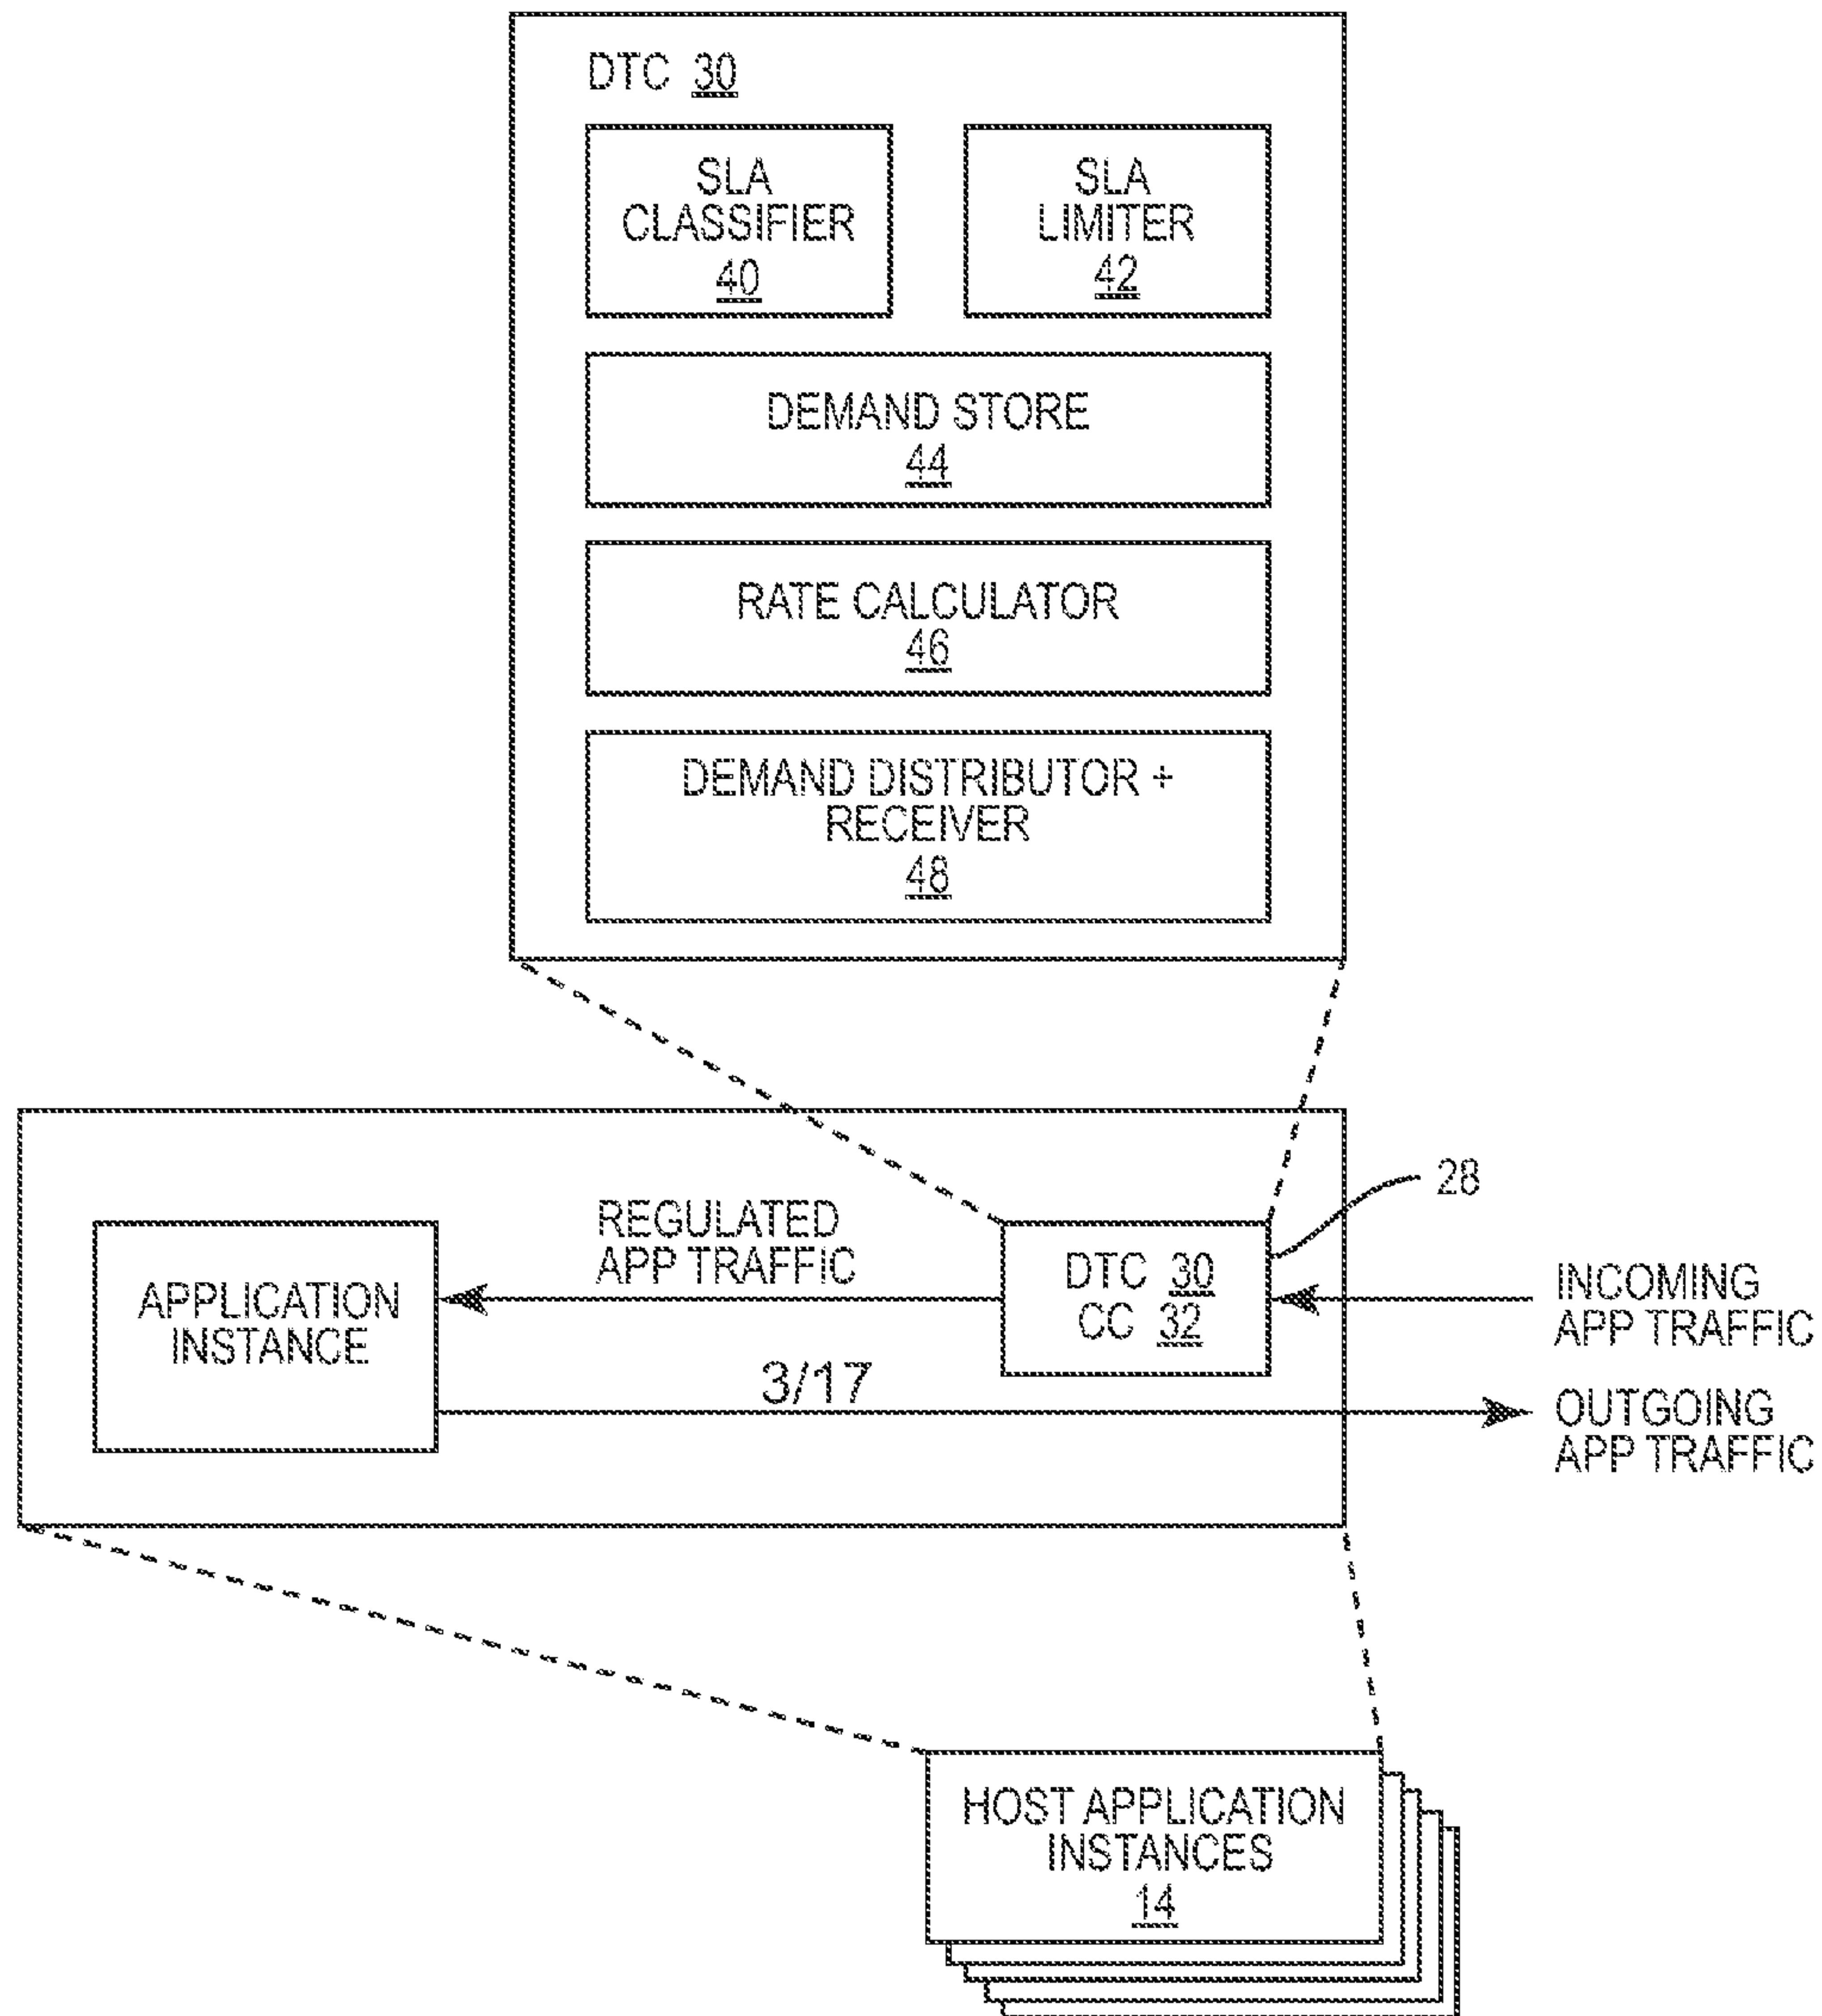 DTC 30
SLA
CLASSIFIER
40
SLA
LIMITER
42
DEMAND STORE
44
RATE CALCULATOR
46
DEMAND DISTRIBUTOR +
RECEIVER
48
28
REGULATED
APP TRAFFIC
APPLICATION
INSTANCE
DTC 30
CC 32
INCOMING
APP TRAFFIC
3/17
OUTGOING
APP TRAFFIC
HOST APPLICATION
INSTANCES
14